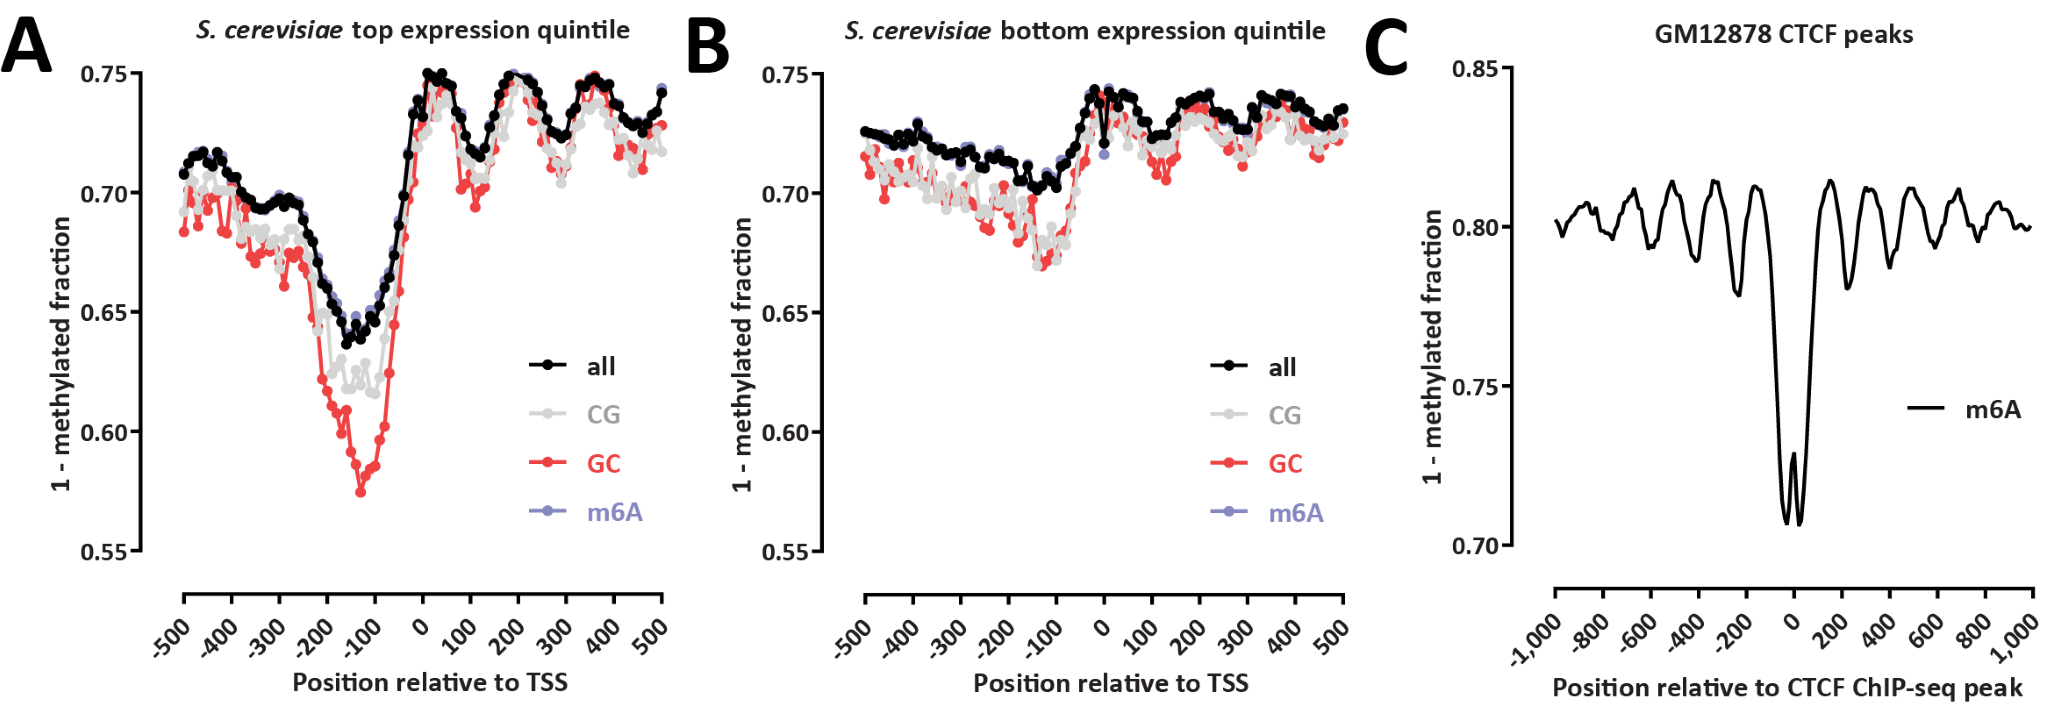 A
S. cerevisiae top expression quintile
0.75
0.70
0.65
0.60
0.55
1 - methylated fraction
all
CG
GC
m6A
-500
-400
-300
-200
-100
0
100
200
300
400
500
Position relative to TSS
B
S. cerevisiae bottom expression quintile
0.75
0.70
0.65
0.60
0.55
1 - methylated fraction
all
CG
GC
m6A
-500
-400
-300
-200
-100
0
100
200
300
400
500
Position relative to TSS
C
GM12878 CTCF peaks
0.85
0.80
0.75
0.70
1 - methylated fraction
m6A
-1,000
-800
-600
-400
-200
0
200
400
600
800
1,000
Position relative to CTCF ChIP-seq peak